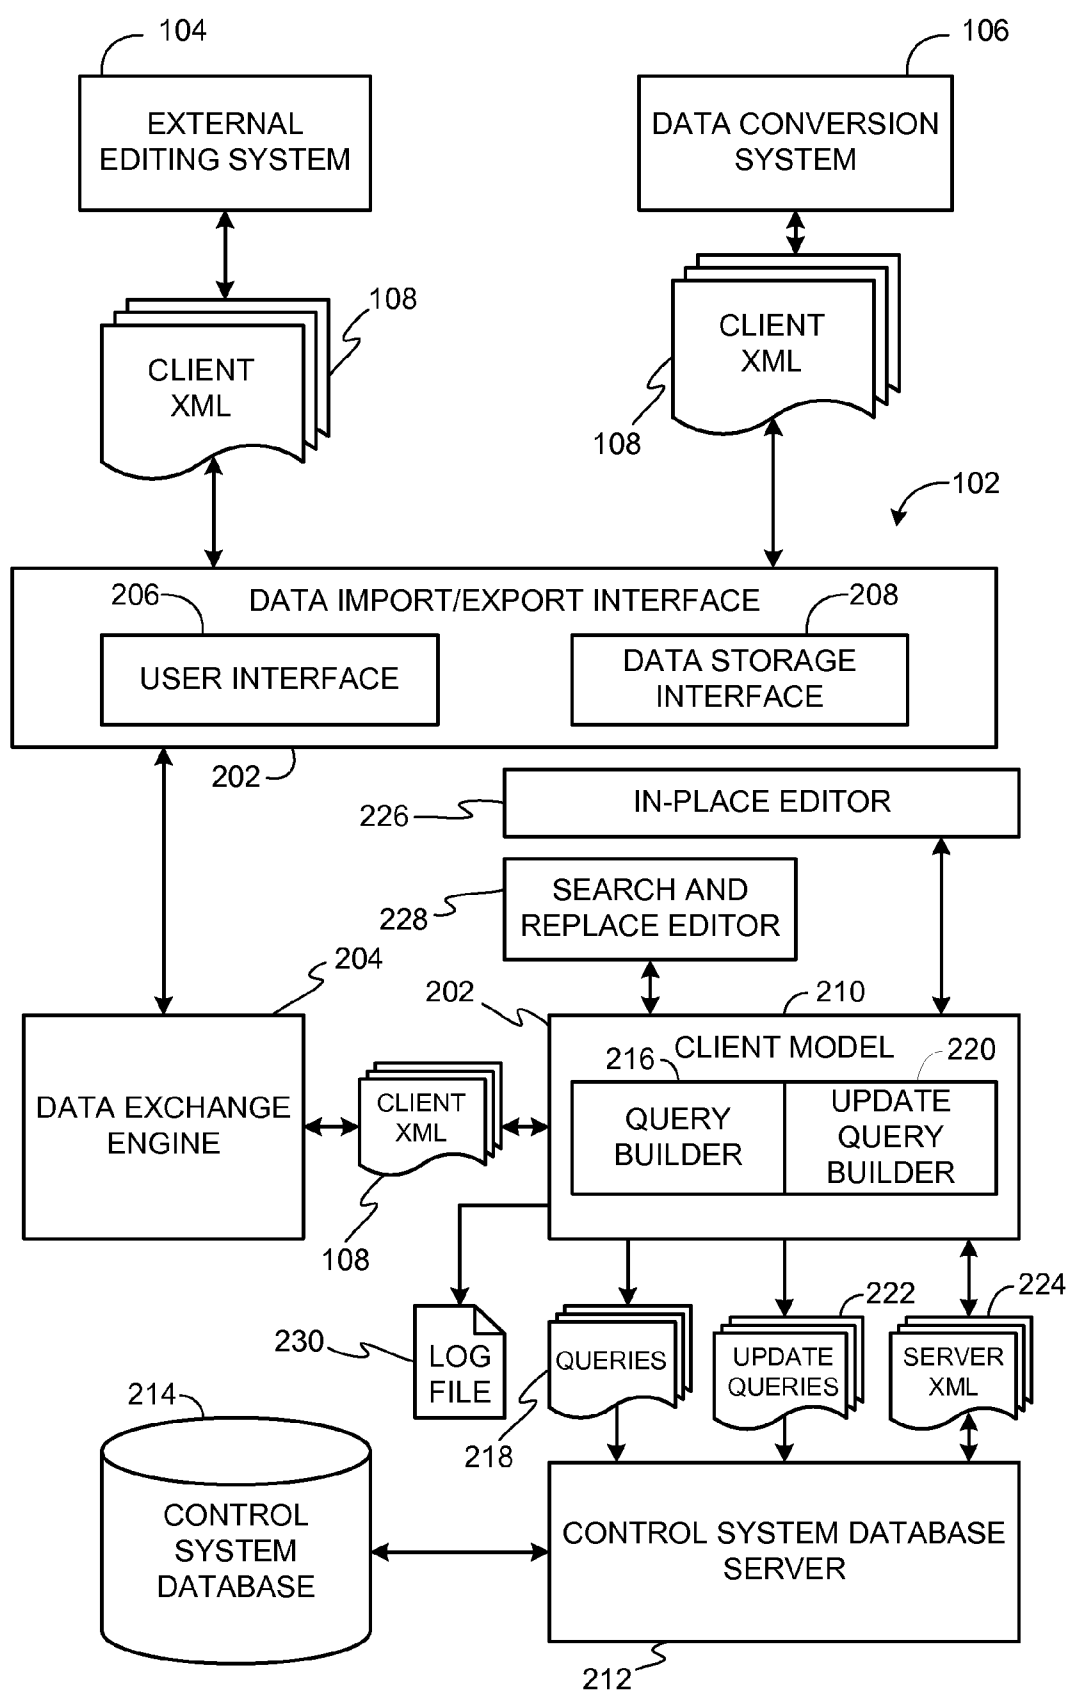 104
106
EXTERNAL
EDITING SYSTEM
DATA CONVERSION
SYSTEM
108
CLIENT
XML
CLIENT
XML
108
102
DATA IMPORT/EXPORT INTERFACE
206
208
USER INTERFACE
DATA STORAGE
INTERFACE
202
IN-PLACE EDITOR
226
SEARCH AND
REPLACE EDITOR
228
204
202
210
CLIENT MODEL
216
220
DATA EXCHANGE
ENGINE
CLIENT
XML
108
QUERY
BUILDER
UPDATE
QUERY
BUILDER
230
LOG
FILE
QUERIES
218
222
UPDATE
QUERIES
224
SERVER
XML
214
CONTROL
SYSTEM
DATABASE
CONTROL SYSTEM DATABASE
SERVER
212